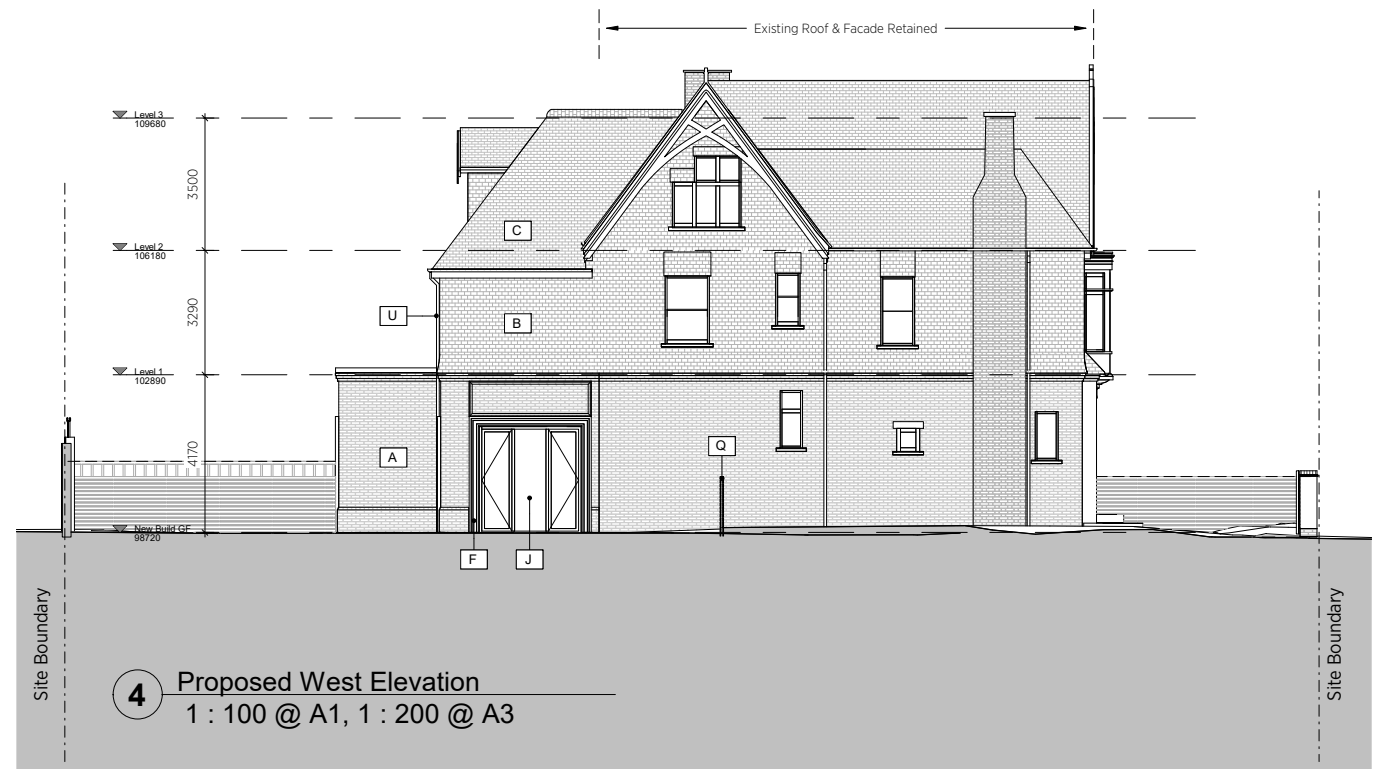 Existing Roof & Facade Retained
Level 3
109680
3500
C
Level 2
106180
3290
U
B
Level 1
102890
4170
A
Q
New Build GF
98720
F
J
Site Boundary
Site Boundary
4
Proposed West Elevation
1 : 100 @ A1, 1 : 200 @ A3